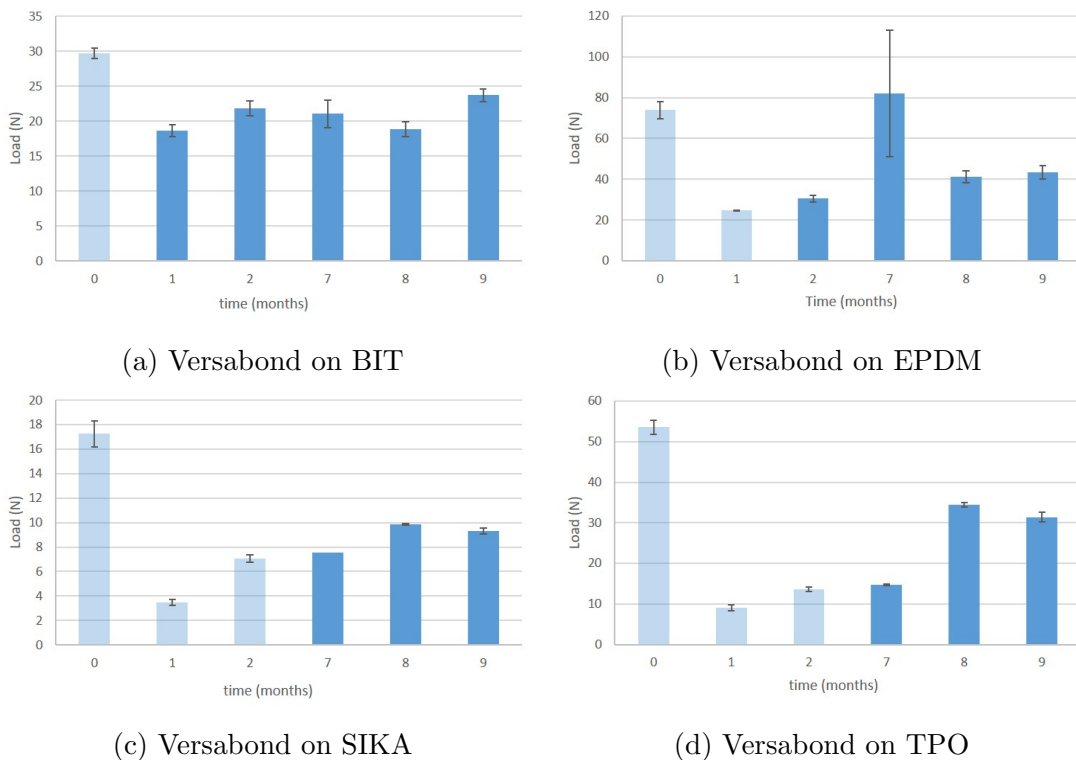 35
30
25
20
15
10
5
0
Load (N)
0 1 2 7 8 9
time (months)
(a) Versabond on BIT
120
100
80
60
40
20
0
Load (N)
0 1 2 7 8 9
Time (months)
(b) Versabond on EPDM
20
18
16
14
12
10
8
6
4
2
0
Load (N)
0 1 2 7 8 9
time (months)
(c) Versabond on SIKA
60
50
40
30
20
10
0
Load (N)
0 1 2 7 8 9
time (months)
(d) Versabond on TPO